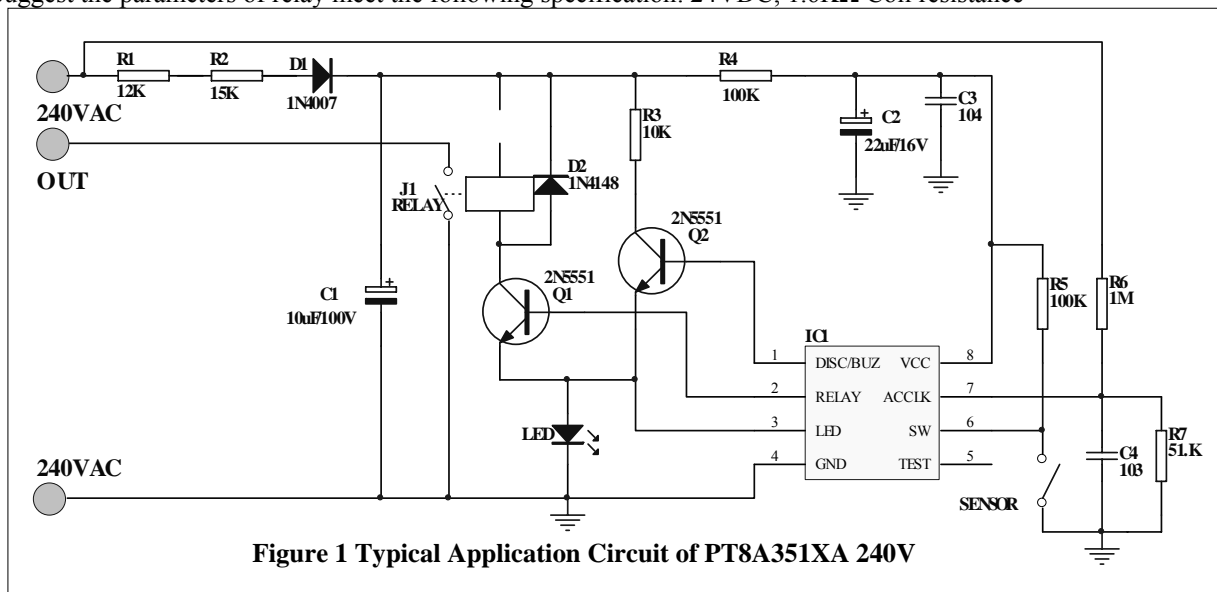 suggest the parameters of relay meet the following specification: 24VDC, 1.6KΩ Coil resistance
R1
12K
R2
15K
D1
1N4007
R4
100K
240VAC
OUT
R3
10K
C2
22uF/16V
C3
104
D2
1N4148
J1
RELAY
2N5551
Q2
2N5551
Q1
C1
10uF/100V
R5
100K
R6
1M
IC1
1 DISC/BUZ VCC 8
2 RELAY ACCLK 7
3 LED SW 6
4 GND TEST 5
LED
C4
103
R7
51.K
SENSOR
240VAC
+
+
Figure 1 Typical Application Circuit of PT8A351XA 240V